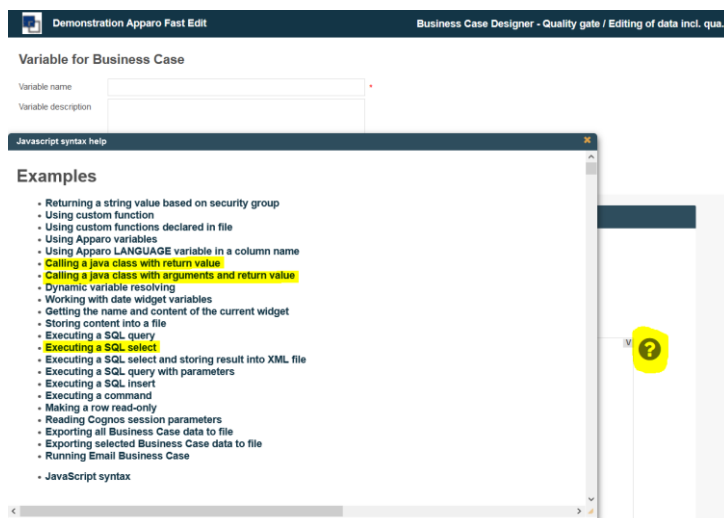 Demonstration Apparo Fast Edit
Business Case Designer - Quality gate / Editing of data incl. qua.
Variable for Business Case
Variable name
*
Variable description
Javascript syntax help
Examples
• Returning a string value based on security group
• Using custom function
• Using custom functions declared in file
• Using Apparo variables
• Using Apparo LANGUAGE variable in a column name
• Calling a java class with return value
• Calling a java class with arguments and return value
• Dynamic variable resolving
• Working with date widget variables
• Getting the name and content of the current widget
• Storing content into a file
• Executing a SQL query
• Executing a SQL select
• Executing a SQL select and storing result into XML file
• Executing a SQL query with parameters
• Executing a SQL insert
• Executing a command
• Making a row read-only
• Reading Cognos session parameters
• Exporting all Business Case data to file
• Exporting selected Business Case data to file
• Running Email Business Case
• JavaScript syntax
V
?